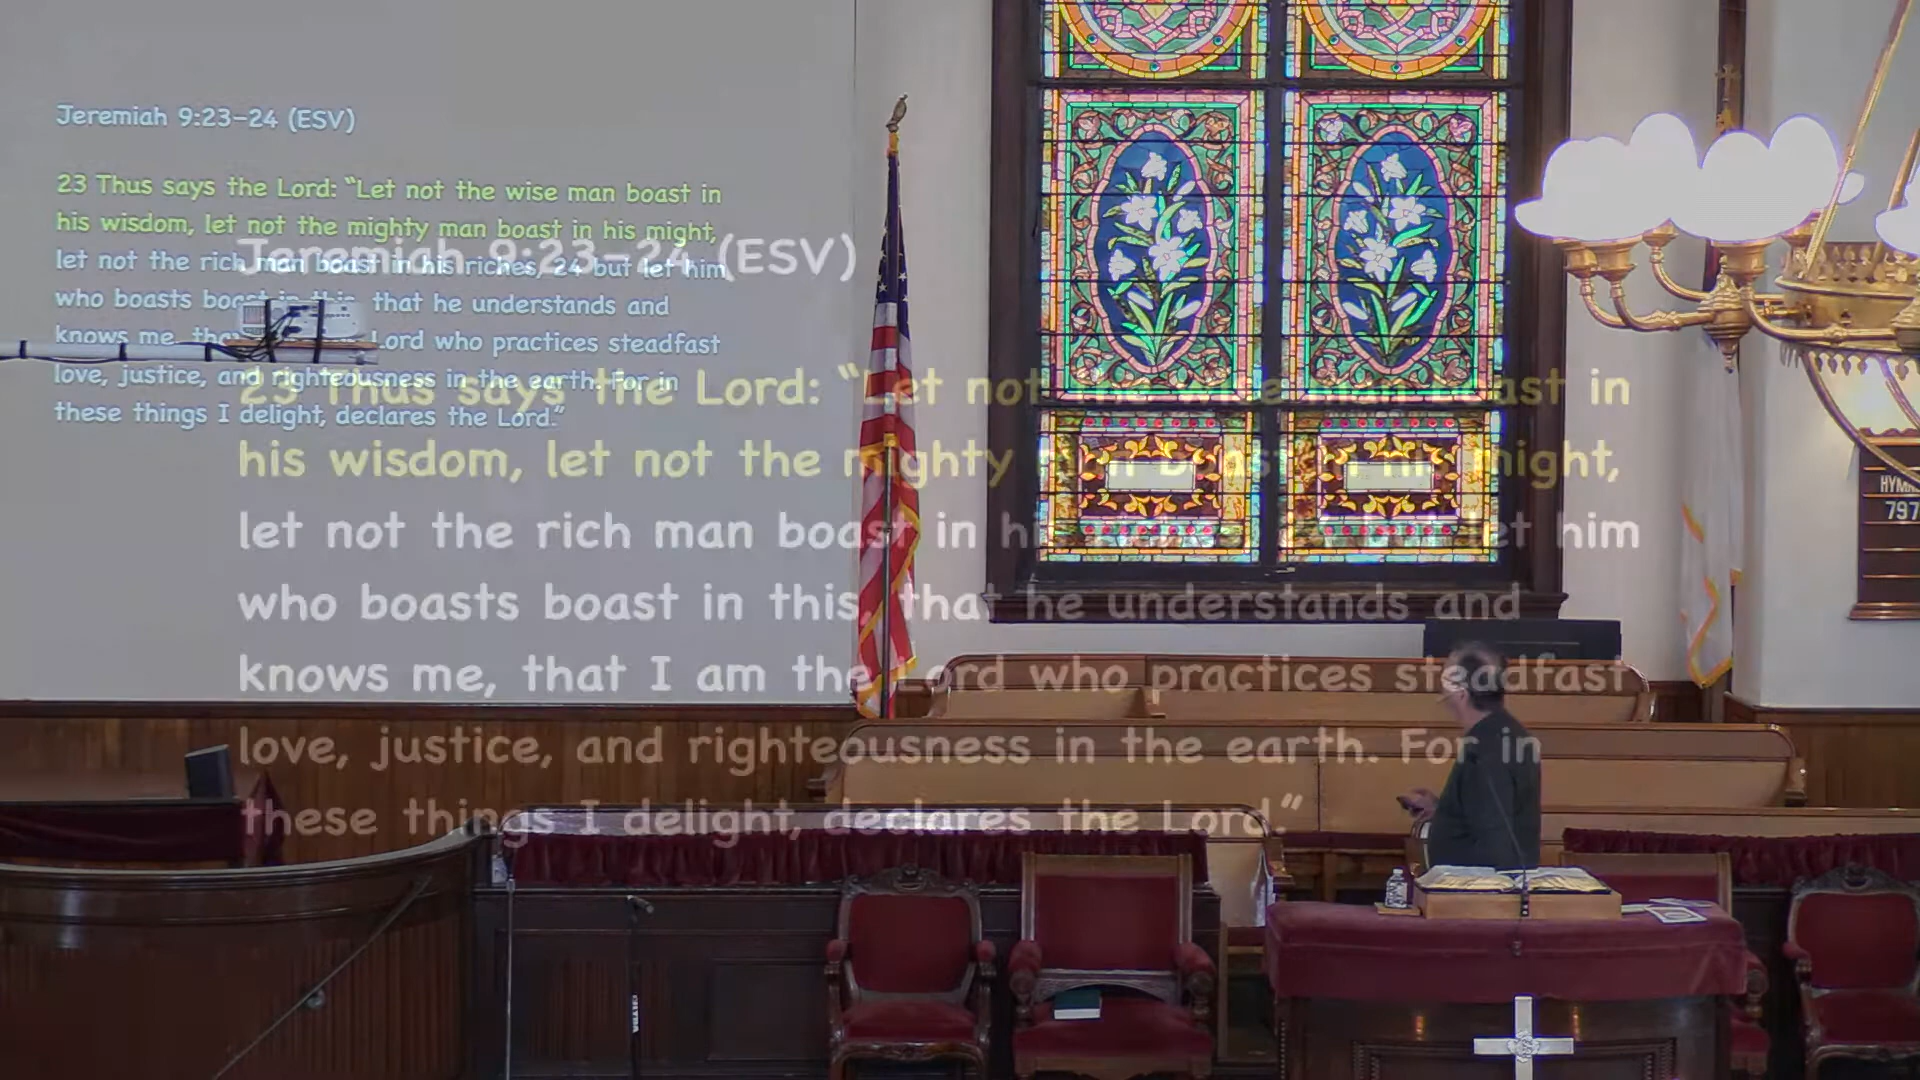 Jeremiah 9:23-24 (ESV)
23 Thus says the Lord: “Let not the wise man boast in
his wisdom, let not the mighty man boast in his might,
let not the rich man boast in his riches, 24 but let him
who boasts boast in this, that he understands and
knows me, that Lord who practices steadfast
love, justice, and righteousness in the earth. For in
these things I delight, declares the Lord.”
Jeremiah 9:23-24 (ESV)
23 Thus says the Lord: “Let not the wise man boast in
his wisdom, let not the mighty man boast in his might,
let not the rich man boast in his riches, 24 but let him
who boasts boast in this, that he understands and
knows me, that I am the Lord who practices steadfast
love, justice, and righteousness in the earth. For in
these things I delight, declares the Lord.”
797